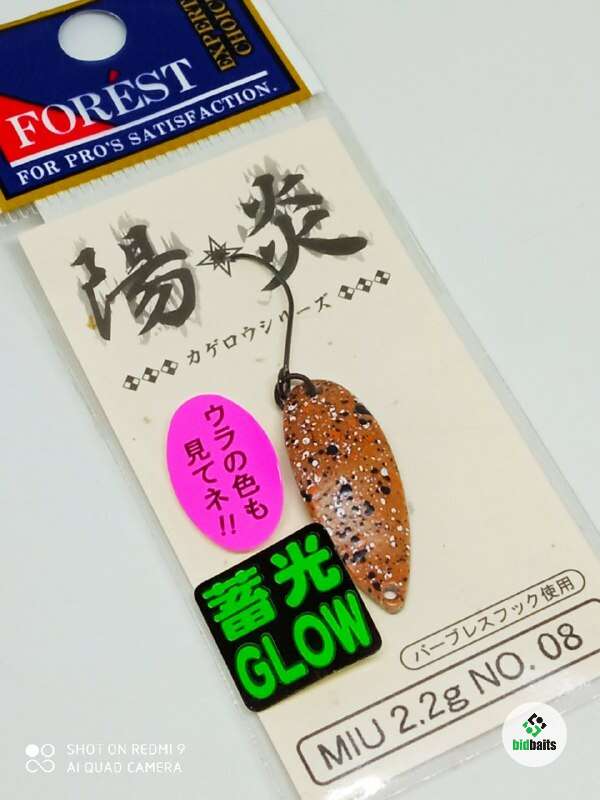 FORÉST
EXPERT
CHOICE
FOR PRO'S SATISFACTION.
陽炎
カゲロウシリーズ
ウラの色も
見てネ!!
蓄光
GLOW
バーブレスフック使用
MIU 2.2g NO. 08
bidbaits
SHOT ON REDMI 9
AI QUAD CAMERA